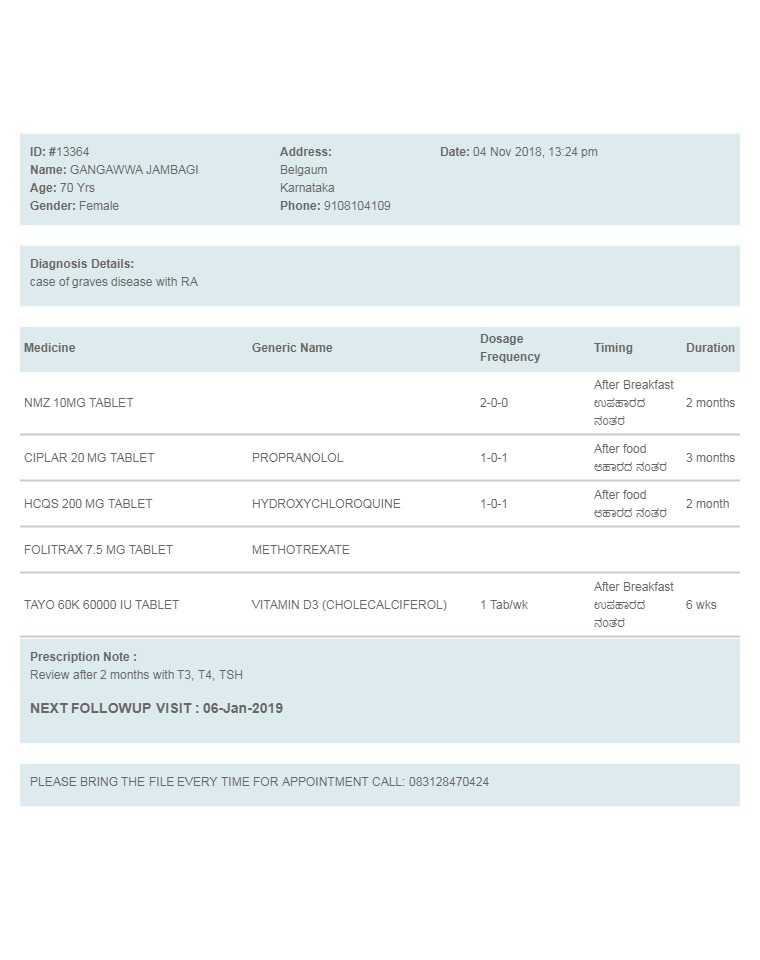 ID: #13364 Address: Date: 04 Nov 2018, 13:24 pm
Name: GANGAWWA JAMBAGI Belgaum
Age: 70 Yrs Karnataka
Gender: Female Phone: 9108104109
Diagnosis Details:
case of graves disease with RA
Medicine Generic Name Dosage Frequency Timing Duration
NMZ 10MG TABLET 2-0-0 After Breakfast ಉಪಹಾರದ ನಂತರ 2 months
CIPLAR 20 MG TABLET PROPRANOLOL 1-0-1 After food ಆಹಾರದ ನಂತರ 3 months
HCQS 200 MG TABLET HYDROXYCHLOROQUINE 1-0-1 After food ಆಹಾರದ ನಂತರ 2 month
FOLITRAX 7.5 MG TABLET METHOTREXATE
TAYO 60K 60000 IU TABLET VITAMIN D3 (CHOLECALCIFEROL) 1 Tab/wk After Breakfast ಉಪಹಾರದ ನಂತರ 6 wks
Prescription Note :
Review after 2 months with T3, T4, TSH
NEXT FOLLOWUP VISIT : 06-Jan-2019
PLEASE BRING THE FILE EVERY TIME FOR APPOINTMENT CALL: 083128470424